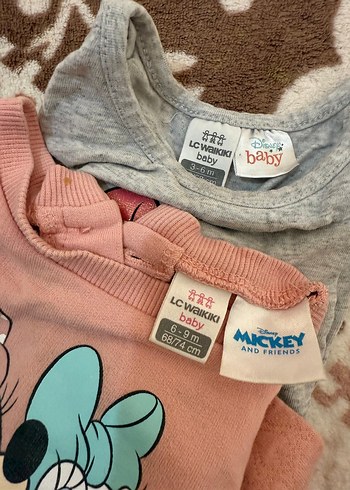 LC WAIKIKI
baby
3-6 m
Disney
baby
LC WAIKIKI
baby
6-9 m
68/74 cm
Disney
MICKEY
AND FRIENDS